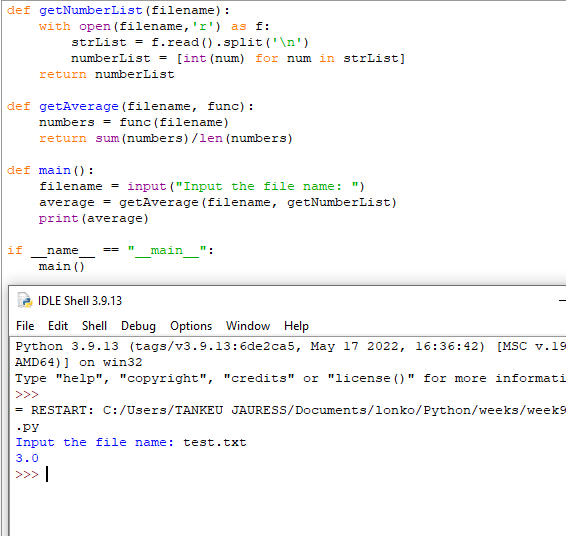 def getNumberList(filename):
    with open(filename,'r') as f:
        strList = f.read().split('\n')
        numberList = [int(num) for num in strList]
    return numberList

def getAverage(filename, func):
    numbers = func(filename)
    return sum(numbers)/len(numbers)

def main():
    filename = input("Input the file name: ")
    average = getAverage(filename, getNumberList)
    print(average)

if __name__ == "__main__":
    main()
IDLE Shell 3.9.13
File Edit Shell Debug Options Window Help
Python 3.9.13 (tags/v3.9.13:6de2ca5, May 17 2022, 16:36:42) [MSC v.19
AMD64)] on win32
Type "help", "copyright", "credits" or "license()" for more informati
>>>
= RESTART: C:/Users/TANKEU JAURESS/Documents/lonko/Python/weeks/week9
.py
Input the file name: test.txt
3.0
>>>